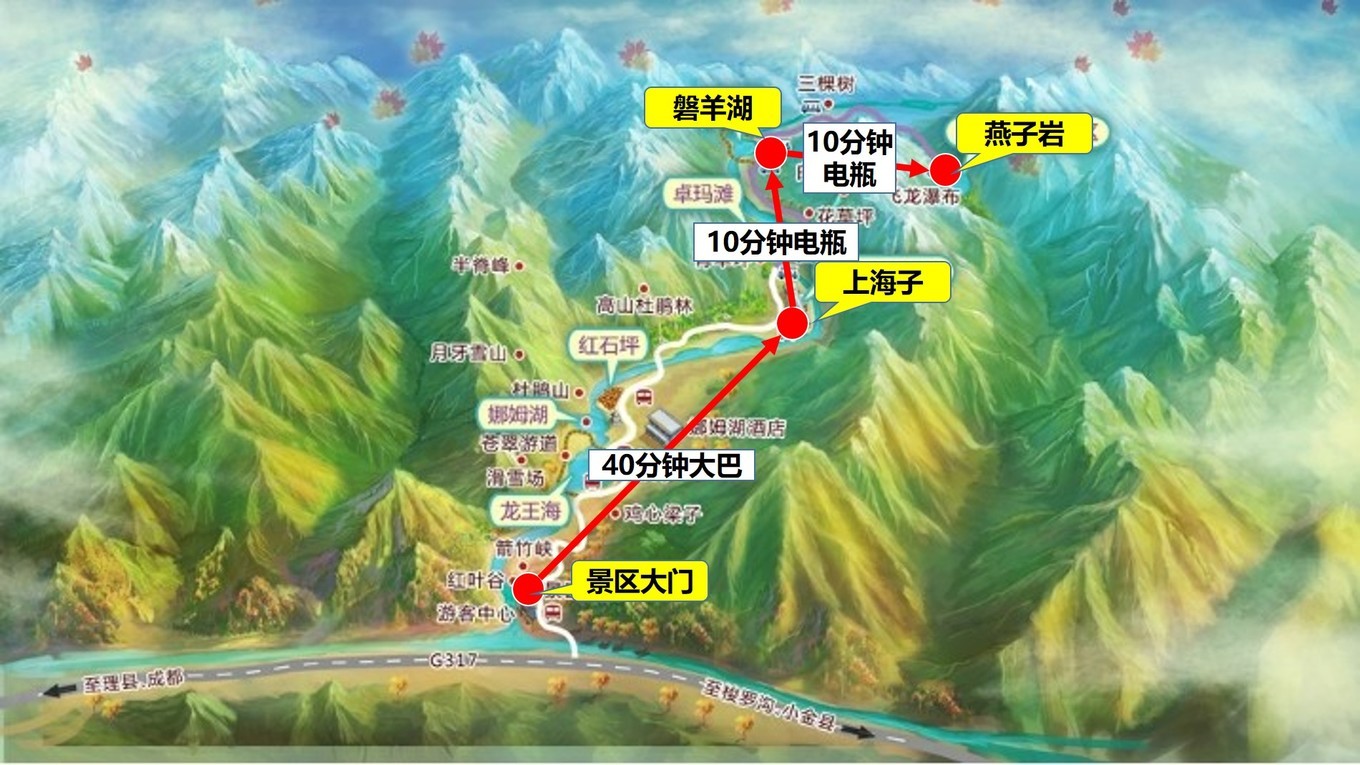 三棵树
磐羊湖
燕子岩
10分钟
电瓶
卓玛滩
飞龙瀑布
花草坪
10分钟电瓶
半脊峰
上海子
高山杜鹃林
红石坪
月牙雪山
杜鹃山
娜姆湖
娜姆湖酒店
苍翠游道
40分钟大巴
滑雪场
龙王海
鸡心梁子
箭竹峡
红叶谷
景区大门
游客中心
G317
至理县.成都
至梭罗沟.小金县